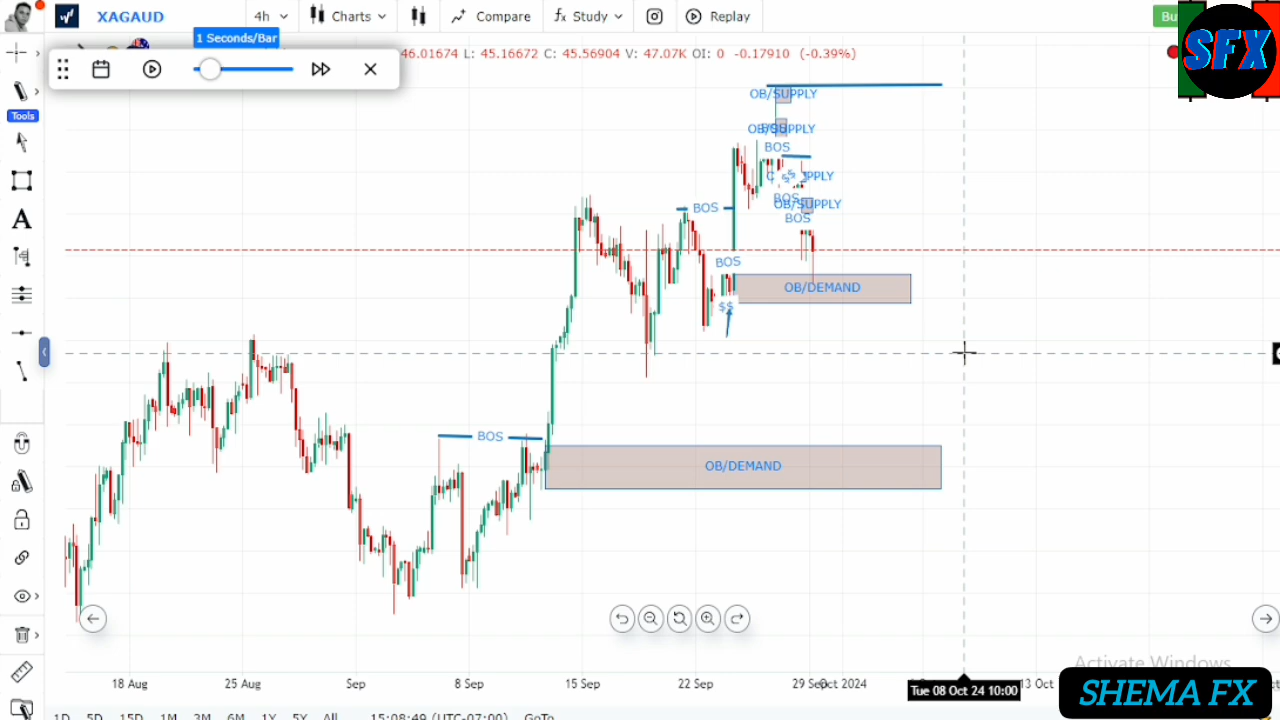 XAGAUD
4h
Charts
Compare
fx Study
Replay
SFX
1 Seconds/Bar
46.01674 L: 45.16672 C: 45.56904 V: 47.07K OI: 0 -0.17910 (-0.39%)
Tools
OB/SUPPLY
OB/SUPPLY
BOS
BOS
OB/SUPPLY
BOS
BOS
BOS
OB/DEMAND
$$
BOS
OB/DEMAND
Activate Windows
18 Aug
25 Aug
Sep
8 Sep
15 Sep
22 Sep
29 Sep
Oct 2024
Tue 08 Oct 24 10:00
13 Oct
SHEMA FX
1D 5D 15D 1M 3M 6M 1Y 5Y All 15:08:49 (UTC-07:00) GoTo